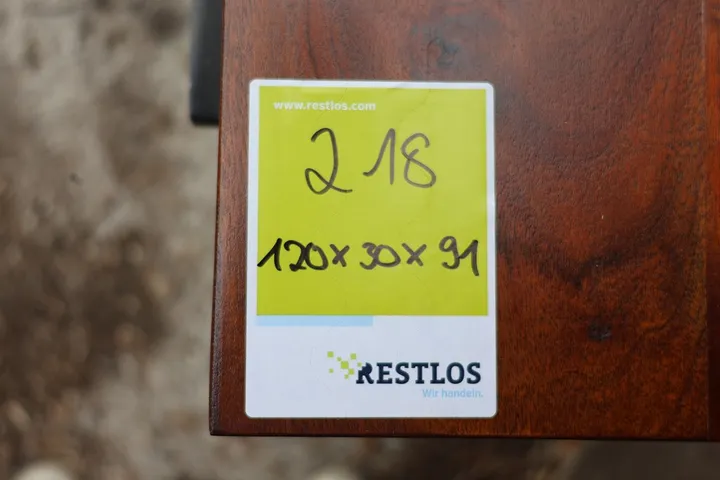 www.restlos.com
218
120x30x91
RESTLOS
Wir handeln.